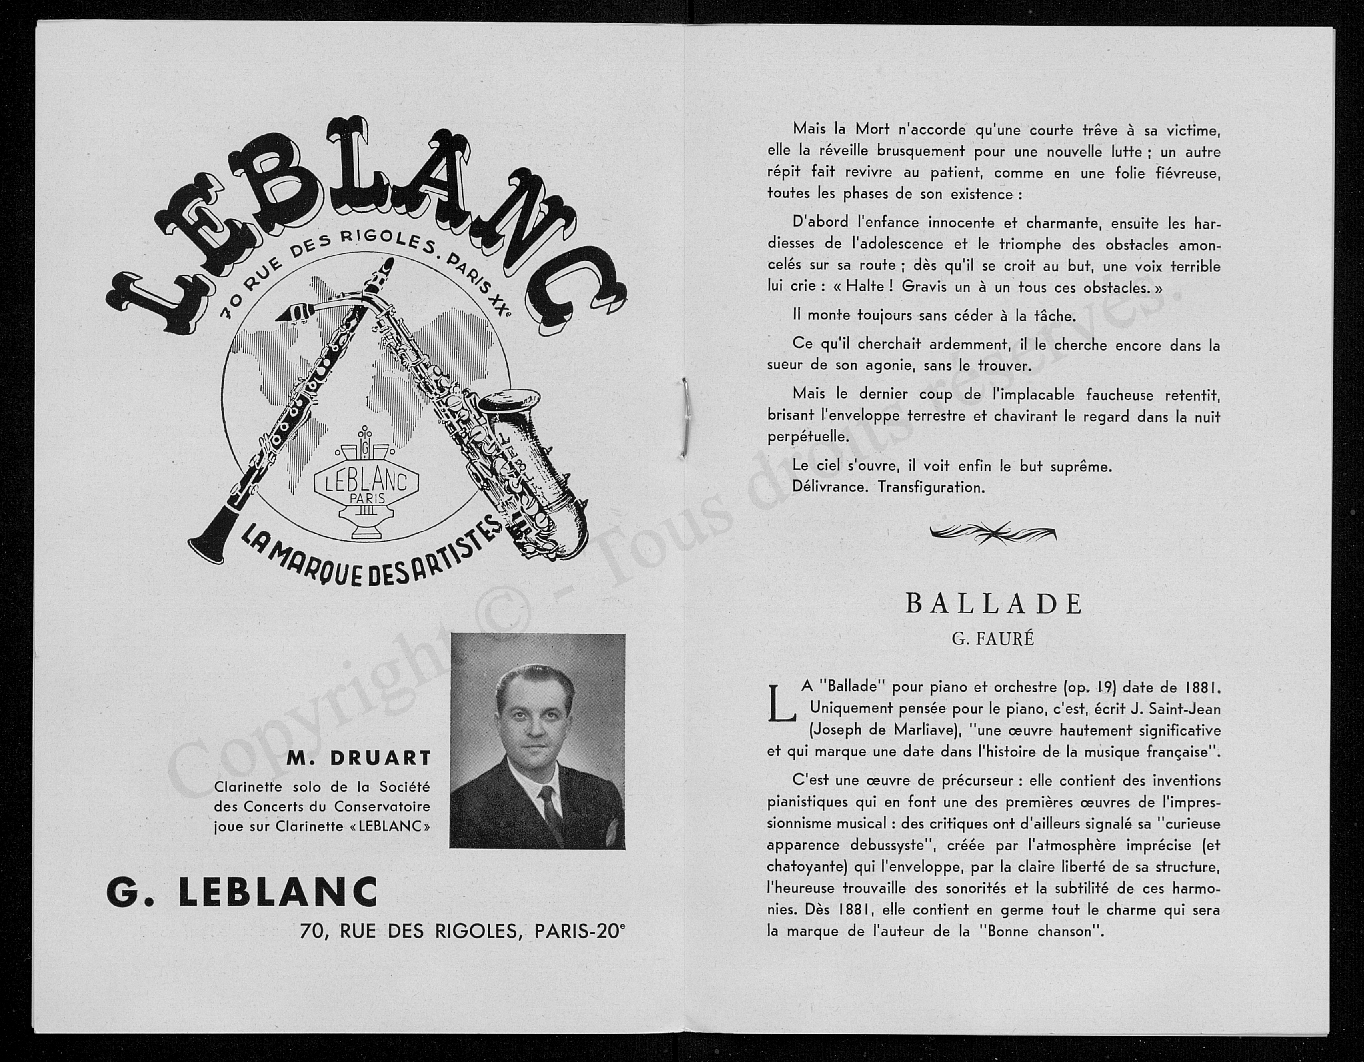 LEBLANC
70 RUE DES RIGOLES. PARIS XXe
LEBLANC
LEBLANC
PARIS
LA MARQUE DES ARTISTES
M. DRUART
Clarinette solo de la Société
des Concerts du Conservatoire
joue sur Clarinette «LEBLANC»
G. LEBLANC
70, RUE DES RIGOLES, PARIS-20e
Mais la Mort n'accorde qu'une courte trêve à sa victime,
elle la réveille brusquement pour une nouvelle lutte ; un autre
répit fait revivre au patient, comme en une folie fiévreuse,
toutes les phases de son existence :
D'abord l'enfance innocente et charmante, ensuite les har-
diesses de l'adolescence et le triomphe des obstacles amon-
celés sur sa route ; dès qu'il se croit au but, une voix terrible
lui crie : « Halte ! Gravis un à un tous ces obstacles. »
Il monte toujours sans céder à la tâche.
Ce qu'il cherchait ardemment, il le cherche encore dans la
sueur de son agonie, sans le trouver.
Mais le dernier coup de l'implacable faucheuse retentit,
brisant l'enveloppe terrestre et chavirant le regard dans la nuit
perpétuelle.
Le ciel s'ouvre, il voit enfin le but suprême.
Délivrance. Transfiguration.
BALLADE
G. FAURÉ
LA "Ballade" pour piano et orchestre (op. 19) date de 1881.
Uniquement pensée pour le piano, c'est, écrit J. Saint-Jean
(Joseph de Marliave), "une œuvre hautement significative
et qui marque une date dans l'histoire de la musique française".
C'est une œuvre de précurseur : elle contient des inventions
pianistiques qui en font une des premières œuvres de l'impres-
sionnisme musical : des critiques ont d'ailleurs signalé sa "curieuse
apparence debussyste", créée par l'atmosphère imprécise (et
chatoyante) qui l'enveloppe, par la claire liberté de sa structure,
l'heureuse trouvaille des sonorités et la subtilité de ces harmo-
nies. Dès 1881, elle contient en germe tout le charme qui sera
la marque de l'auteur de la "Bonne chanson".
Copyright © - Tous droits réservés.